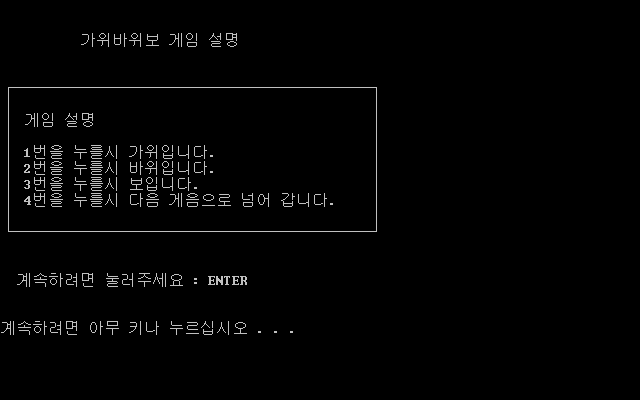 가위바위보 게임 설명
게임 설명
1번을 누를시 가위입니다.
2번을 누를시 바위입니다.
3번을 누를시 보입니다.
4번을 누를시 다음 게음으로 넘어 갑니다.
계속하려면 눌러주세요 : ENTER
계속하려면 아무 키나 누르십시오 . . .